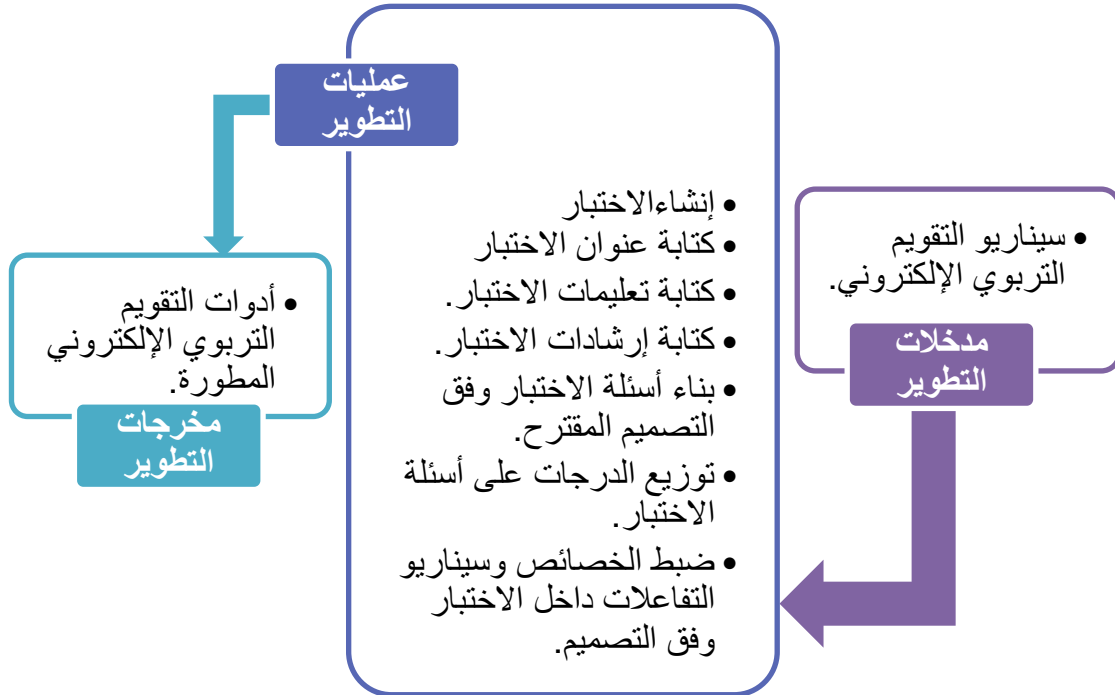 سيناريو التقويم
التربوي الإلكتروني.
مدخلات
التطوير
عمليات
التطوير
إنشاءالاختبار
كتابة عنوان الاختبار
كتابة تعليمات الاختبار.
كتابة إرشادات الاختبار.
بناء أسئلة الاختبار وفق
التصميم المقترح.
توزيع الدرجات على أسئلة
الاختبار.
ضبط الخصائص وسيناريو
التفاعلات داخل الاختبار
وفق التصميم.
أدوات التقويم
التربوي الإلكتروني
المطورة.
مخرجات
التطوير